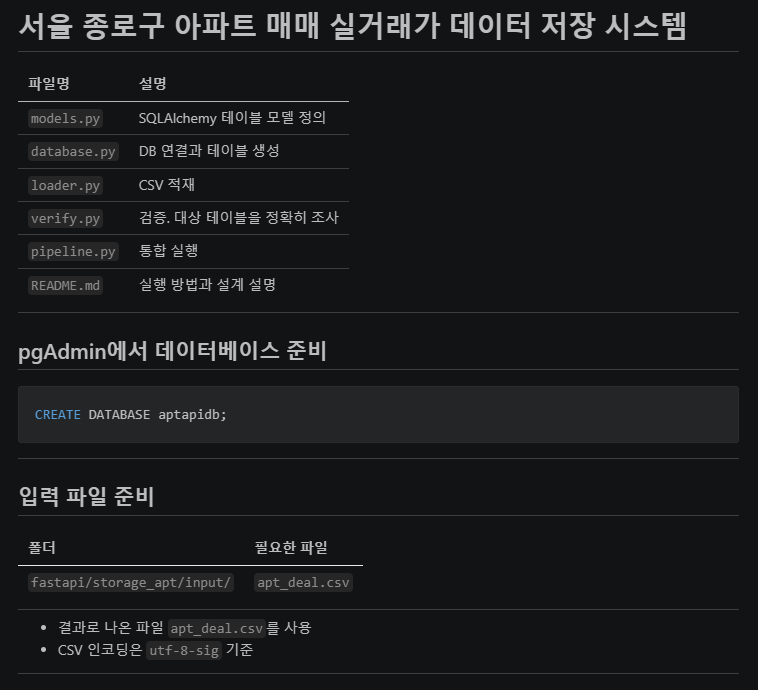 서울 종로구 아파트 매매 실거래가 데이터 저장 시스템
파일명 설명
models.py SQLAlchemy 테이블 모델 정의
database.py DB 연결과 테이블 생성
loader.py CSV 적재
verify.py 검증. 대상 테이블을 정확히 조사
pipeline.py 통합 실행
README.md 실행 방법과 설계 설명
pgAdmin에서 데이터베이스 준비
CREATE DATABASE aptapidb;
입력 파일 준비
폴더 필요한 파일
fastapi/storage_apt/input/ apt_deal.csv
• 결과로 나온 파일 apt_deal.csv를 사용
• CSV 인코딩은 utf-8-sig 기준